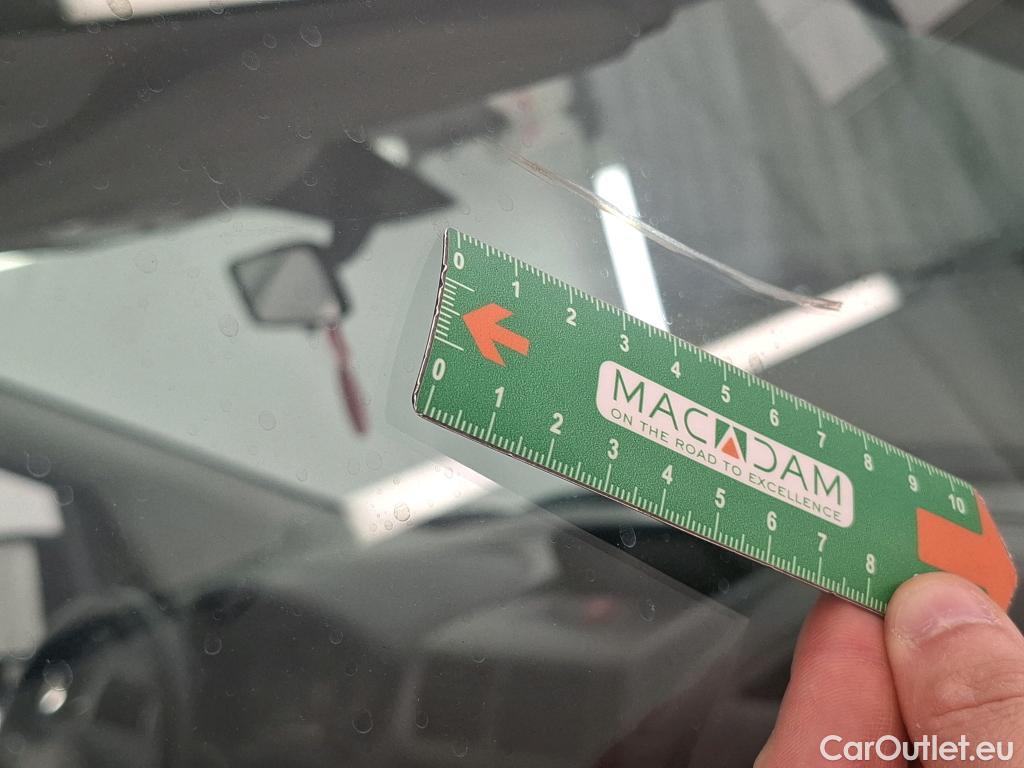 0 1 2 3 4 5 6 7 8 9 10
MACADAM
ON THE ROAD TO EXCELLENCE
0 1 2 3 4 5 6 7 8
CarOutlet.eu